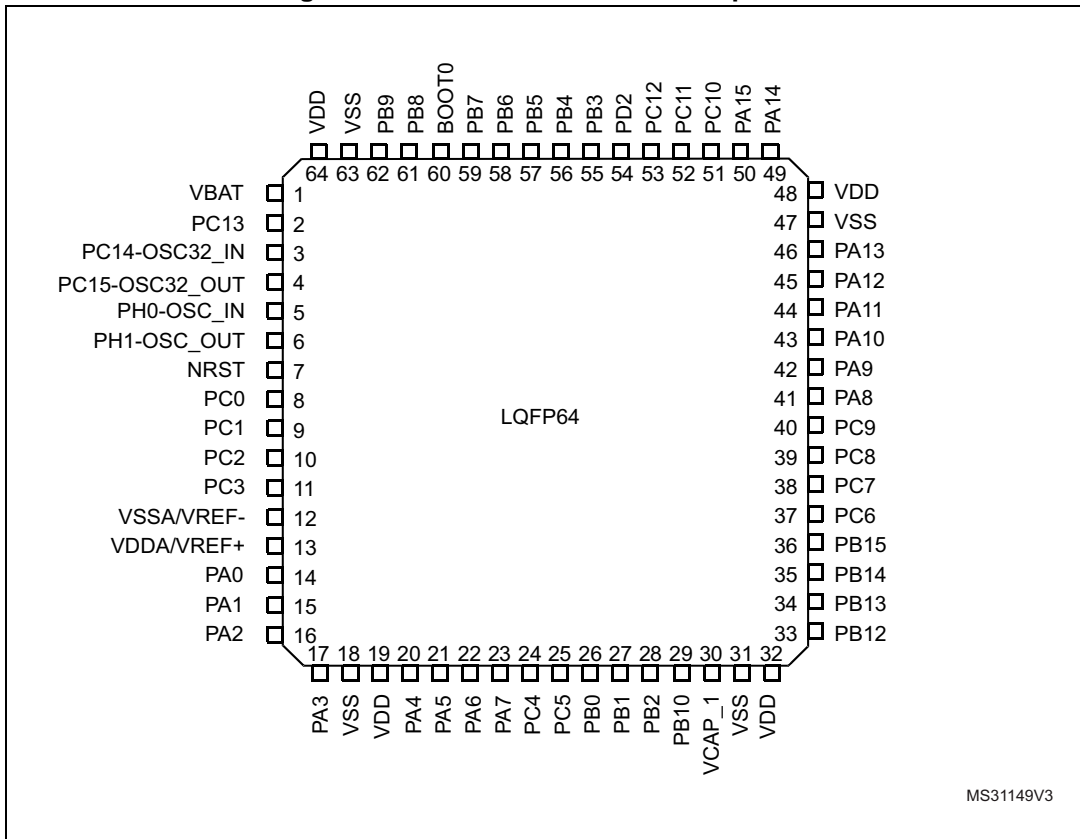 VDD
VSS
PB9
PB8
BOOT0
PB7
PB6
PB5
PB4
PB3
PD2
PC12
PC11
PC10
PA15
PA14
64 63 62 61 60 59 58 57 56 55 54 53 52 51 50 49
VBAT 1
PC13 2
PC14-OSC32_IN 3
PC15-OSC32_OUT 4
PH0-OSC_IN 5
PH1-OSC_OUT 6
NRST 7
PC0 8
PC1 9
PC2 10
PC3 11
VSSA/VREF- 12
VDDA/VREF+ 13
PA0 14
PA1 15
PA2 16
LQFP64
48 VDD
47 VSS
46 PA13
45 PA12
44 PA11
43 PA10
42 PA9
41 PA8
40 PC9
39 PC8
38 PC7
37 PC6
36 PB15
35 PB14
34 PB13
33 PB12
17 18 19 20 21 22 23 24 25 26 27 28 29 30 31 32
PA3
VSS
VDD
PA4
PA5
PA6
PA7
PC4
PC5
PB0
PB1
PB2
PB10
VCAP_1
VSS
VDD
MS31149V3